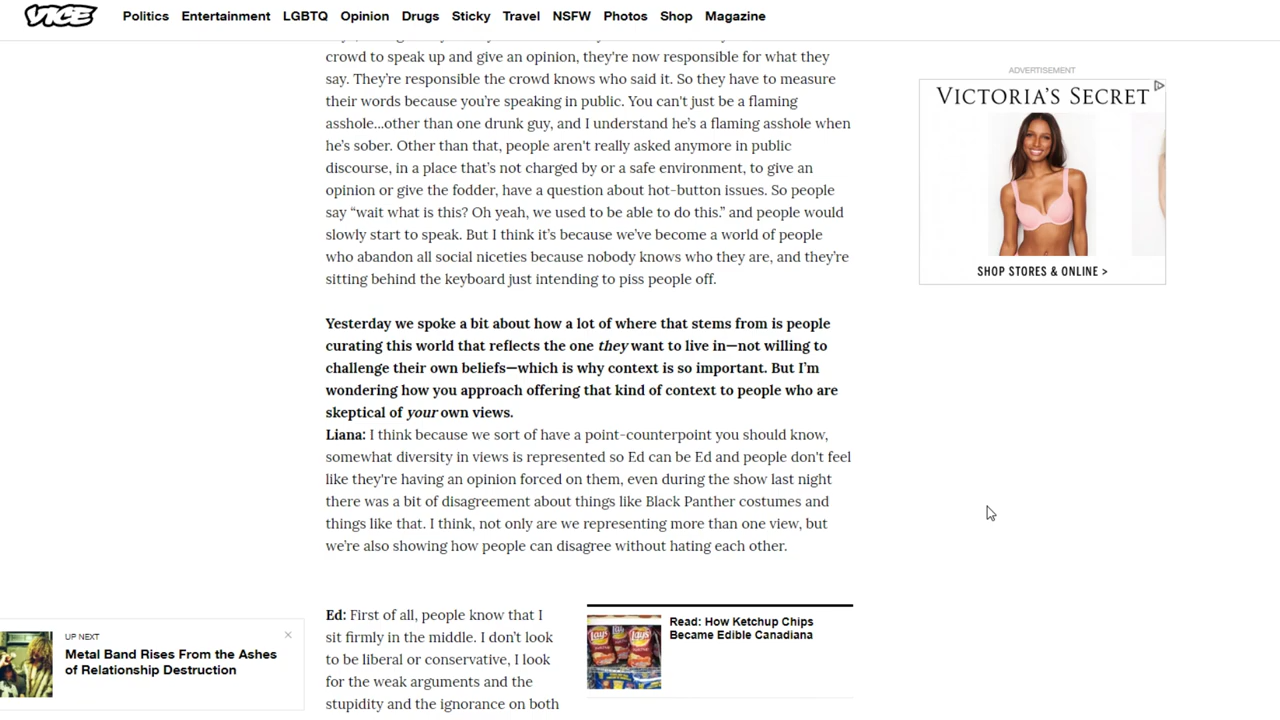 VICE
Politics Entertainment LGBTQ Opinion Drugs Sticky Travel NSFW Photos Shop Magazine
crowd to speak up and give an opinion, they're now responsible for what they
say. They’re responsible the crowd knows who said it. So they have to measure
their words because you’re speaking in public. You can't just be a flaming
asshole...other than one drunk guy, and I understand he’s a flaming asshole when
he’s sober. Other than that, people aren't really asked anymore in public
discourse, in a place that’s not charged by or a safe environment, to give an
opinion or give the fodder, have a question about hot-button issues. So people
say “wait what is this? Oh yeah, we used to be able to do this.” and people would
slowly start to speak. But I think it’s because we’ve become a world of people
who abandon all social niceties because nobody knows who they are, and they’re
sitting behind the keyboard just intending to piss people off.
Yesterday we spoke a bit about how a lot of where that stems from is people
curating this world that reflects the one they want to live in—not willing to
challenge their own beliefs—which is why context is so important. But I’m
wondering how you approach offering that kind of context to people who are
skeptical of your own views.
Liana: I think because we sort of have a point-counterpoint you should know,
somewhat diversity in views is represented so Ed can be Ed and people don't feel
like they're having an opinion forced on them, even during the show last night
there was a bit of disagreement about things like Black Panther costumes and
things like that. I think, not only are we representing more than one view, but
we’re also showing how people can disagree without hating each other.
Ed: First of all, people know that I
sit firmly in the middle. I don’t look
to be liberal or conservative, I look
for the weak arguments and the
stupidity and the ignorance on both
Read: How Ketchup Chips
Became Edible Canadiana
Lay's
ADVERTISEMENT
VICTORIA’S SECRET
SHOP STORES & ONLINE >
UP NEXT
Metal Band Rises From the Ashes
of Relationship Destruction